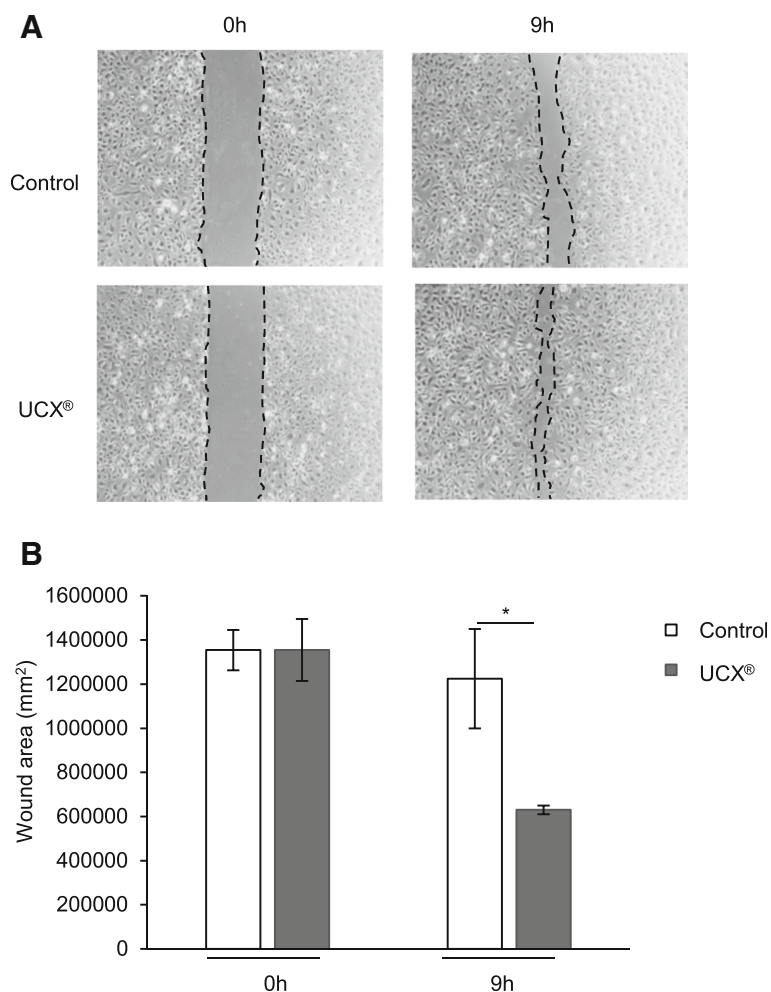 A
0h
9h
Control
UCX®
B
Wound area (mm²)
1600000
1400000
1200000
1000000
800000
600000
400000
200000
0
*
Control
UCX®
0h
9h